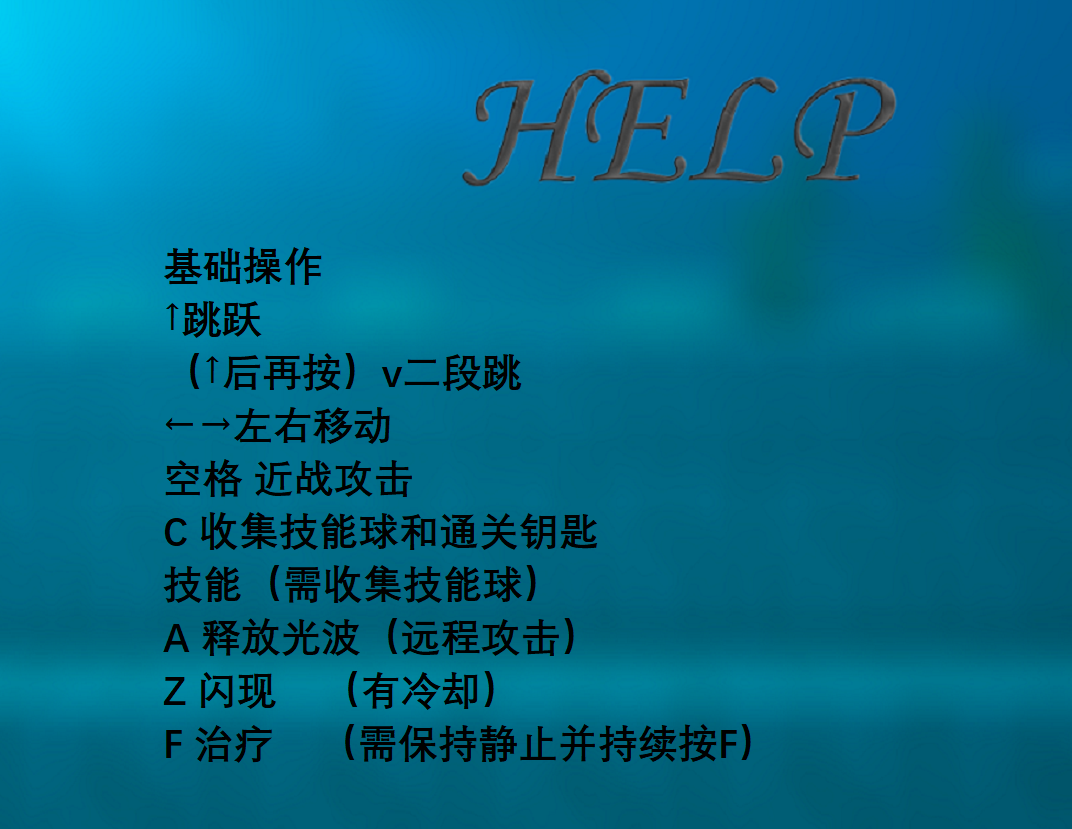 HELP
基础操作
↑跳跃
（↑后再按）v二段跳
←→左右移动
空格 近战攻击
C 收集技能球和通关钥匙
技能（需收集技能球）
A 释放光波（远程攻击）
Z 闪现 （有冷却）
F 治疗 （需保持静止并持续按F）